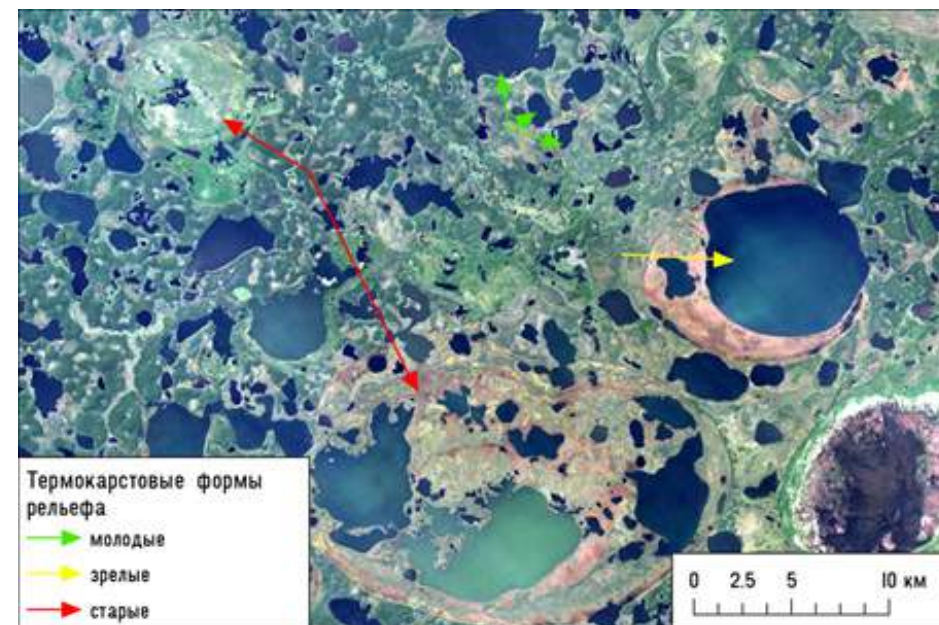 Термокарстовые формы
рельефа
молодые
зрелые
старые
0 2.5 5 10 км